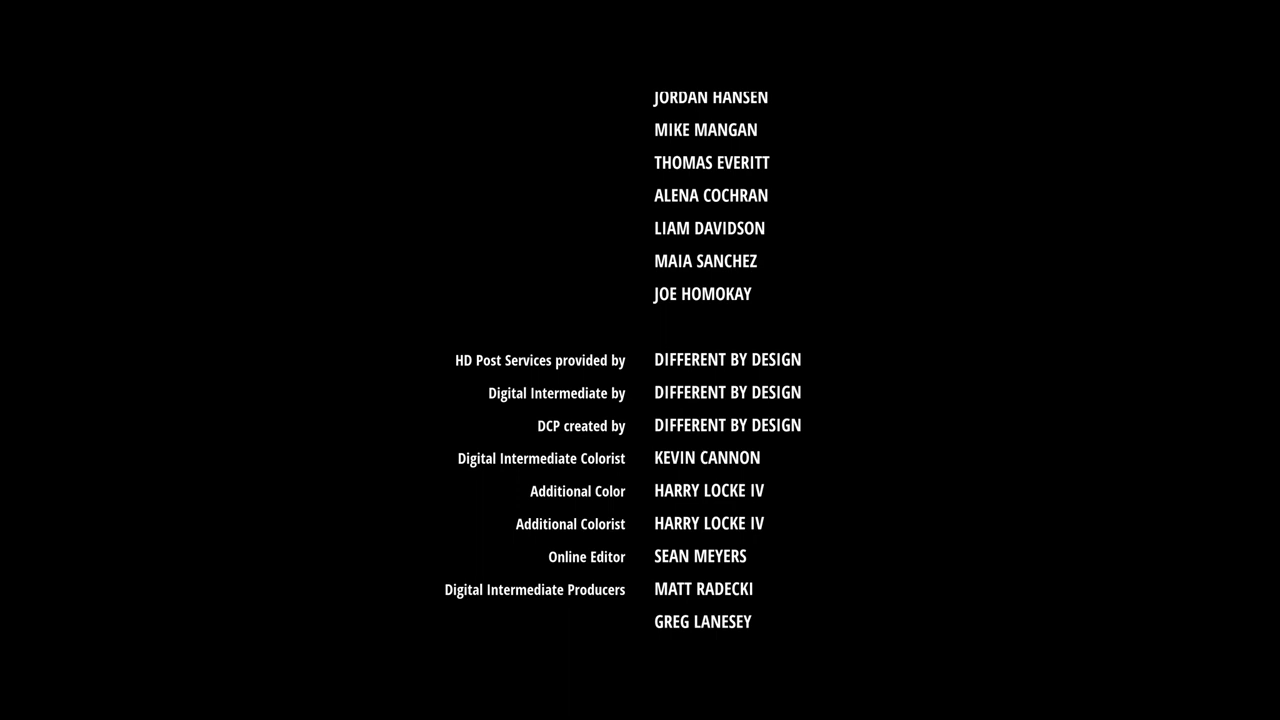 JORDAN HANSEN
MIKE MANGAN
THOMAS EVERITT
ALENA COCHRAN
LIAM DAVIDSON
MAIA SANCHEZ
JOE HOMOKAY
HD Post Services provided by DIFFERENT BY DESIGN
Digital Intermediate by DIFFERENT BY DESIGN
DCP created by DIFFERENT BY DESIGN
Digital Intermediate Colorist KEVIN CANNON
Additional Color HARRY LOCKE IV
Additional Colorist HARRY LOCKE IV
Online Editor SEAN MEYERS
Digital Intermediate Producers MATT RADECKI
GREG LANESEY